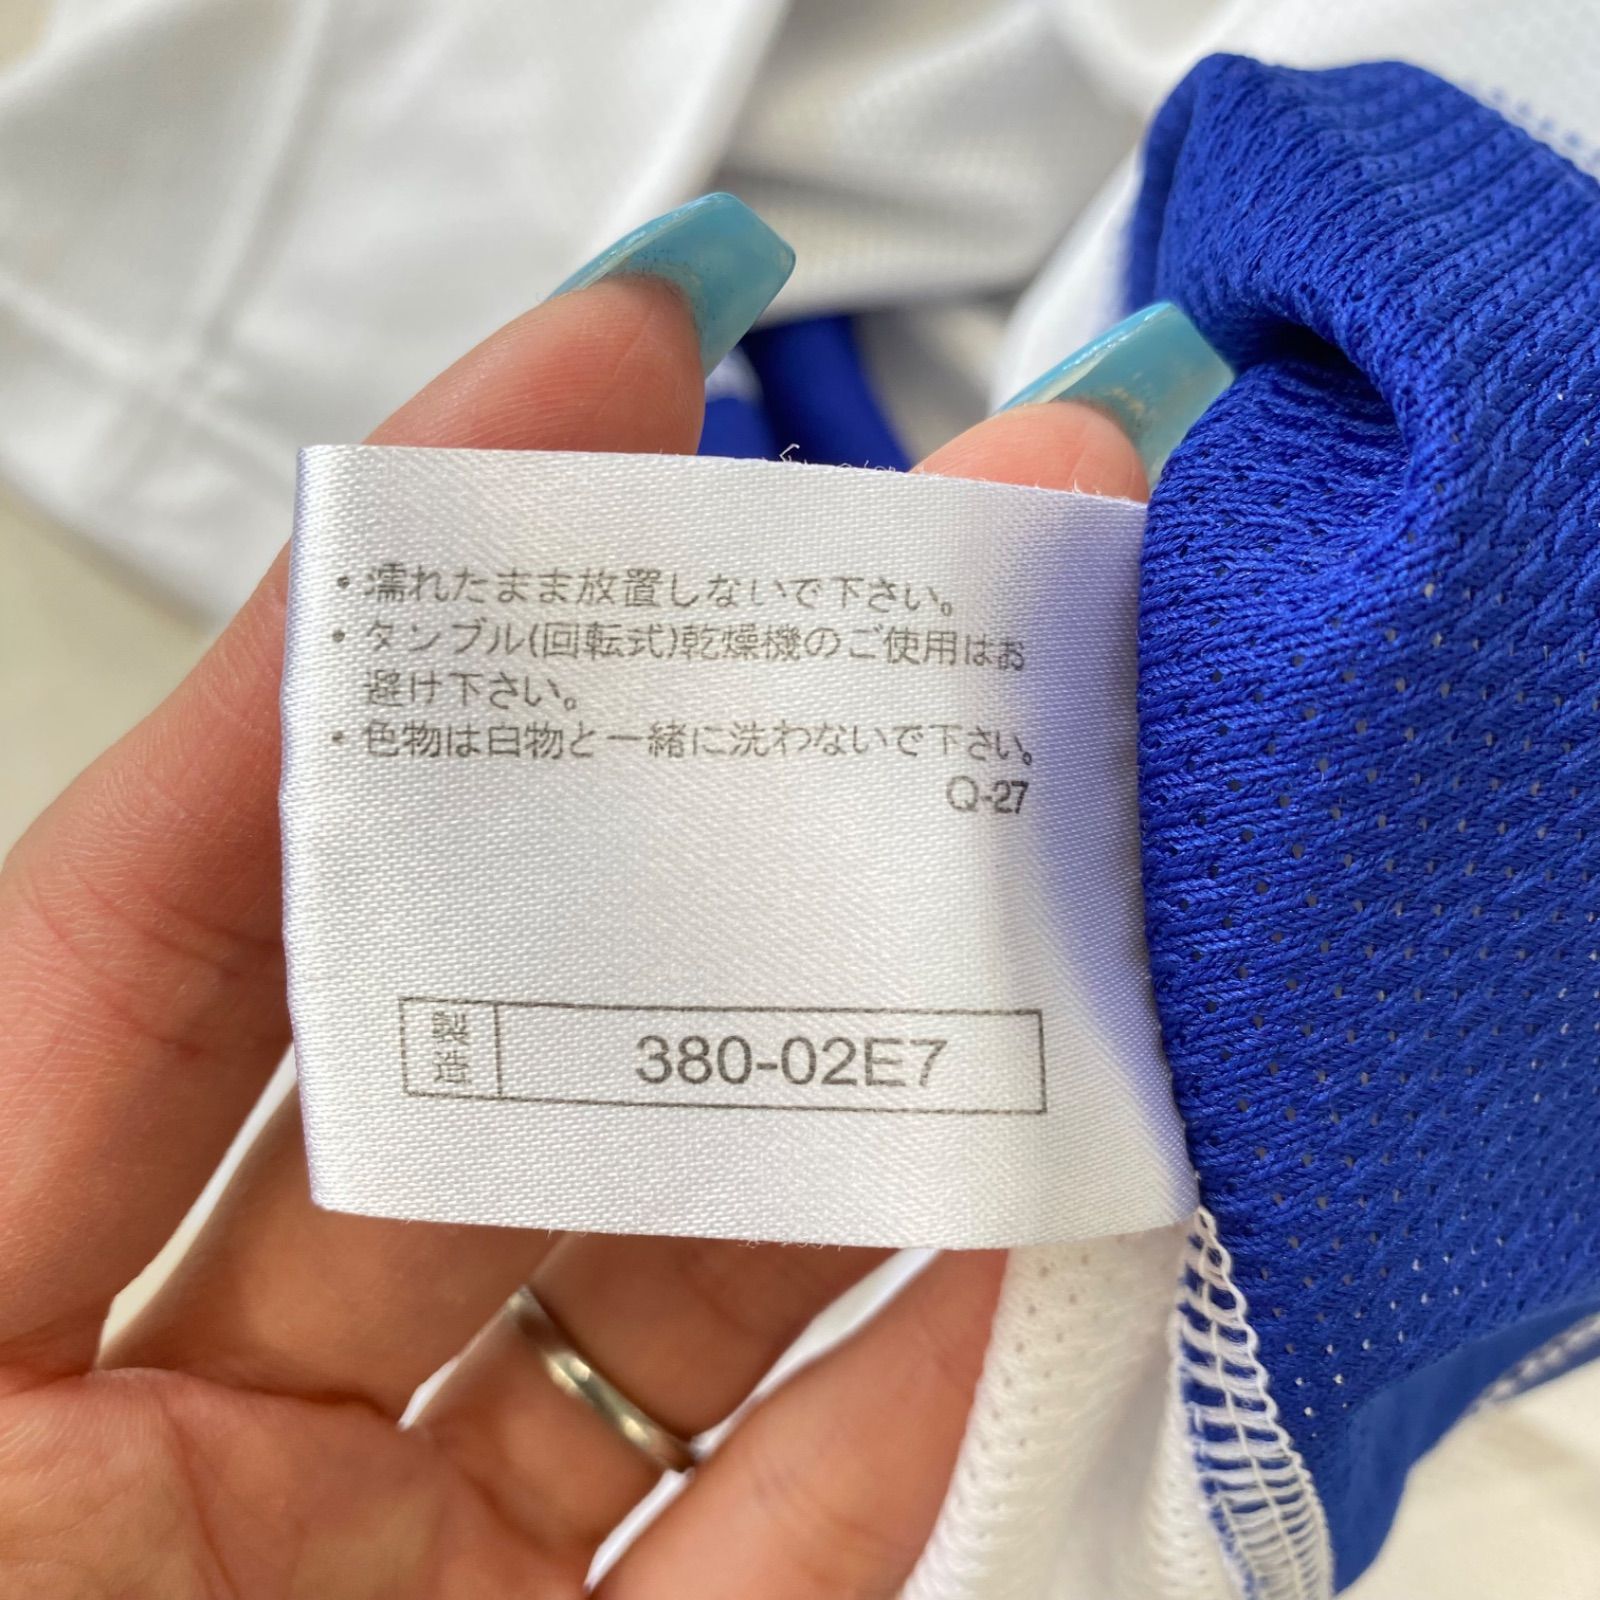 ・濡れたまま放置しないで下さい。
・タンブル(回転式)乾燥機のご使用はお
避け下さい。
・色物は白物と一緒に洗わないで下さい。
Q-27
製造 380-02E7